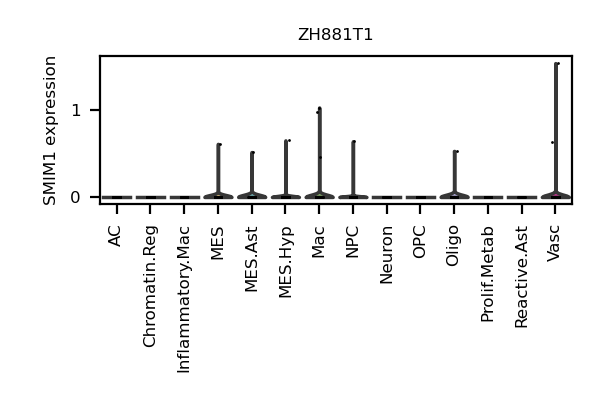 ZH881T1
SMIM1 expression
1
0
AC
Chromatin.Reg
Inflammatory.Mac
MES
MES.Ast
MES.Hyp
Mac
NPC
Neuron
OPC
Oligo
Prolif.Metab
Reactive.Ast
Vasc